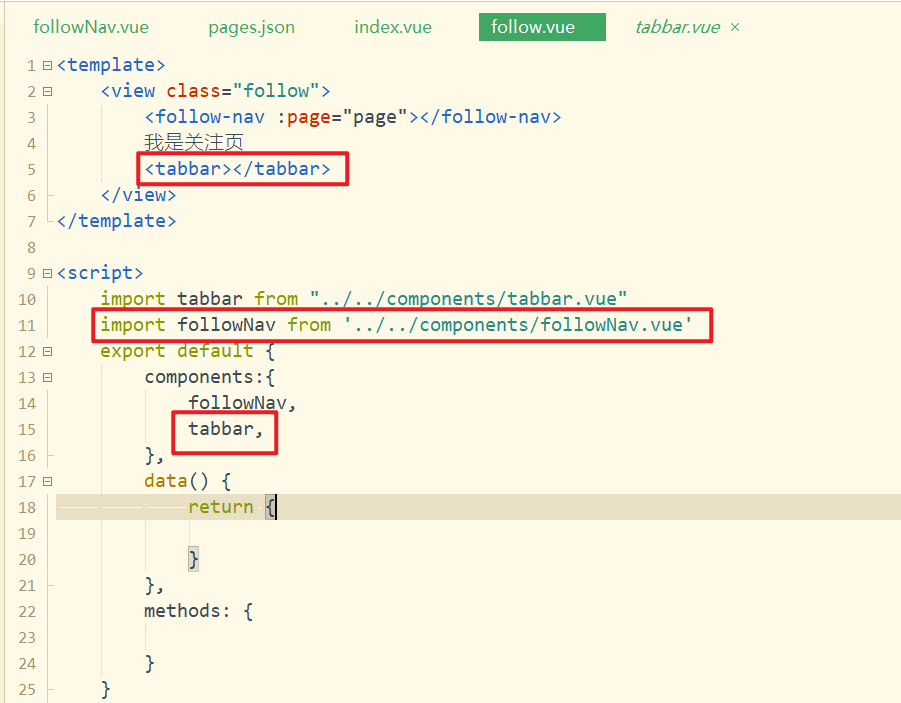 followNav.vue pages.json index.vue follow.vue tabbar.vue ×
1 <template>
2 <view class="follow">
3 <follow-nav :page="page"></follow-nav>
4 我是关注页
5 <tabbar></tabbar>
6 </view>
7 </template>
8
9 <script>
10 import tabbar from "../../components/tabbar.vue"
11 import followNav from '../../components/followNav.vue'
12 export default {
13 components:{
14 followNav,
15 tabbar,
16 },
17 data() {
18 return {
19
20 }
21 },
22 methods: {
23
24 }
25 }